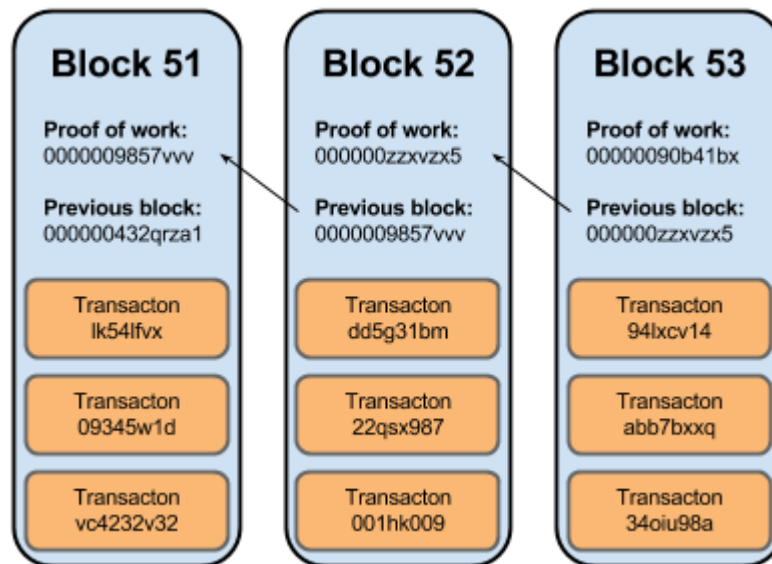 Block 51
Proof of work:
0000009857vvv
Previous block:
000000432qrza1
Transacton
lk54lfvx
Transacton
09345w1d
Transacton
vc4232v32
Block 52
Proof of work:
000000zzxvzx5
Previous block:
0000009857vvv
Transacton
dd5g31bm
Transacton
22qsx987
Transacton
001hk009
Block 53
Proof of work:
00000090b41bx
Previous block:
000000zzxvzx5
Transacton
94lxcv14
Transacton
abb7bxxq
Transacton
34oiu98a